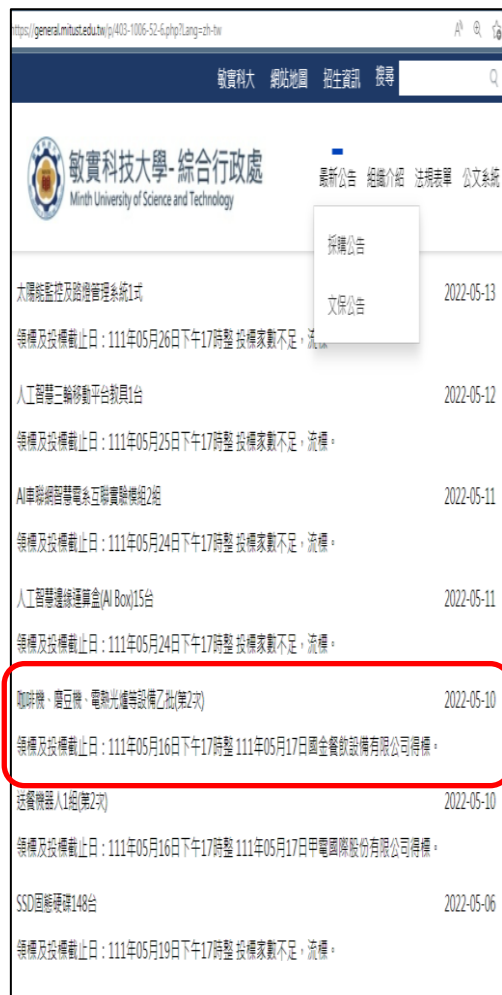 https://general.mitust.edu.tw/p/403-1006-52-6.php?Lang=zh-tw
敏實科大 網站地圖 招生資訊 搜尋
敏實科技大學-綜合行政處
Minth University of Science and Technology
最新公告 組織介紹 法規表單 公文系統
採購公告
文保公告
太陽能監控及路燈管理系統1式 2022-05-13
領標及投標截止日：111年05月26日下午17時整 投標家數不足，流標
人工智慧三輪移動平台教具1台 2022-05-12
領標及投標截止日：111年05月25日下午17時整 投標家數不足，流標。
AI車聯網智慧電系互聯實驗模組2組 2022-05-11
領標及投標截止日：111年05月24日下午17時整 投標家數不足，流標。
人工智慧邊緣運算盒(AI Box)15台 2022-05-11
領標及投標截止日：111年05月24日下午17時整 投標家數不足，流標。
咖啡機、磨豆機、電熱光爐等設備乙批(第2次) 2022-05-10
領標及投標截止日：111年05月16日下午17時整 111年05月17日國金餐飲設備有限公司得標。
送餐機器人1組(第2次) 2022-05-10
領標及投標截止日：111年05月16日下午17時整 111年05月17日甲電國際股份有限公司得標。
SSD固態硬碟148台 2022-05-06
領標及投標截止日：111年05月19日下午17時整 投標家數不足，流標。